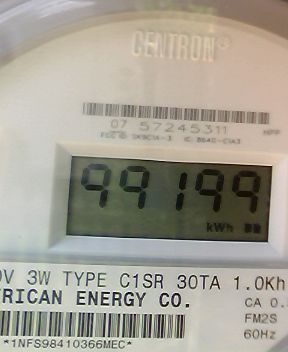 CENTRON®
07 57245311
99199
kWh
V 3W TYPE C1SR 30TA 1.0Kh
RICAN ENERGY CO.
CA 0.
FM2S
60Hz
*1NFS98410366MEC*